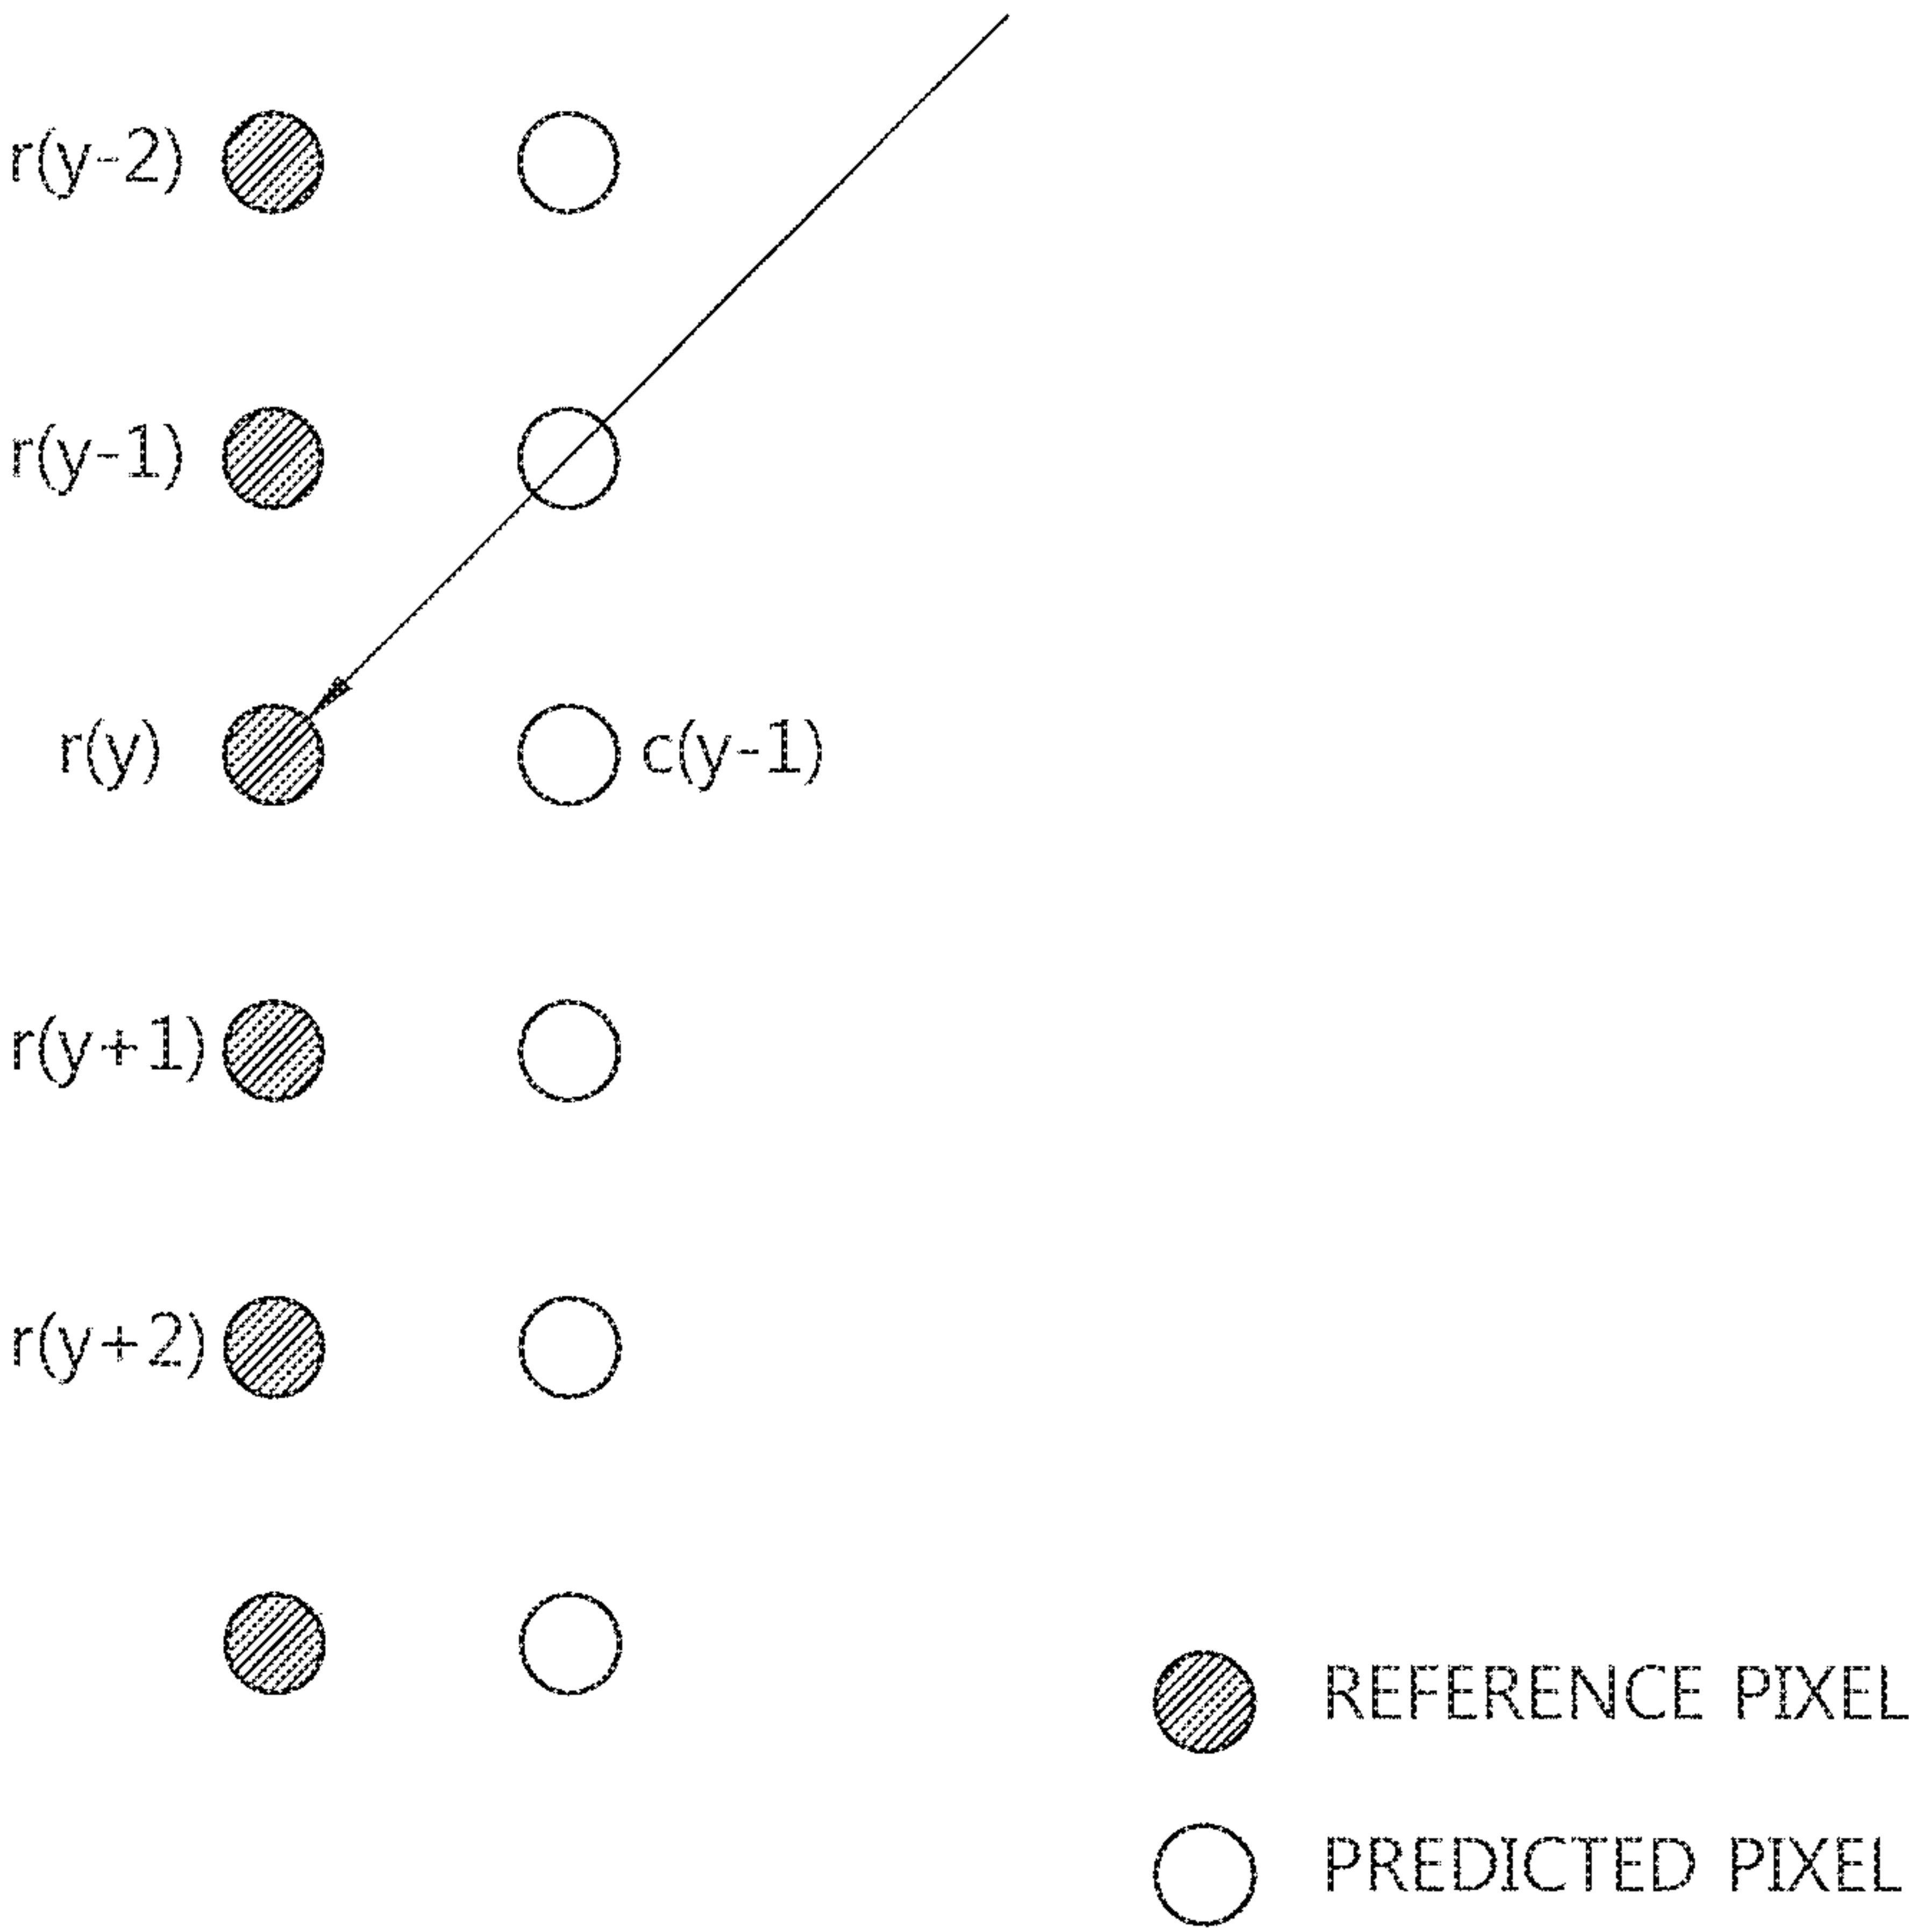 r(y-2)
r(y-1)
r(y) c(y-1)
r(y+1)
r(y+2)
REFERENCE PIXEL
PREDICTED PIXEL